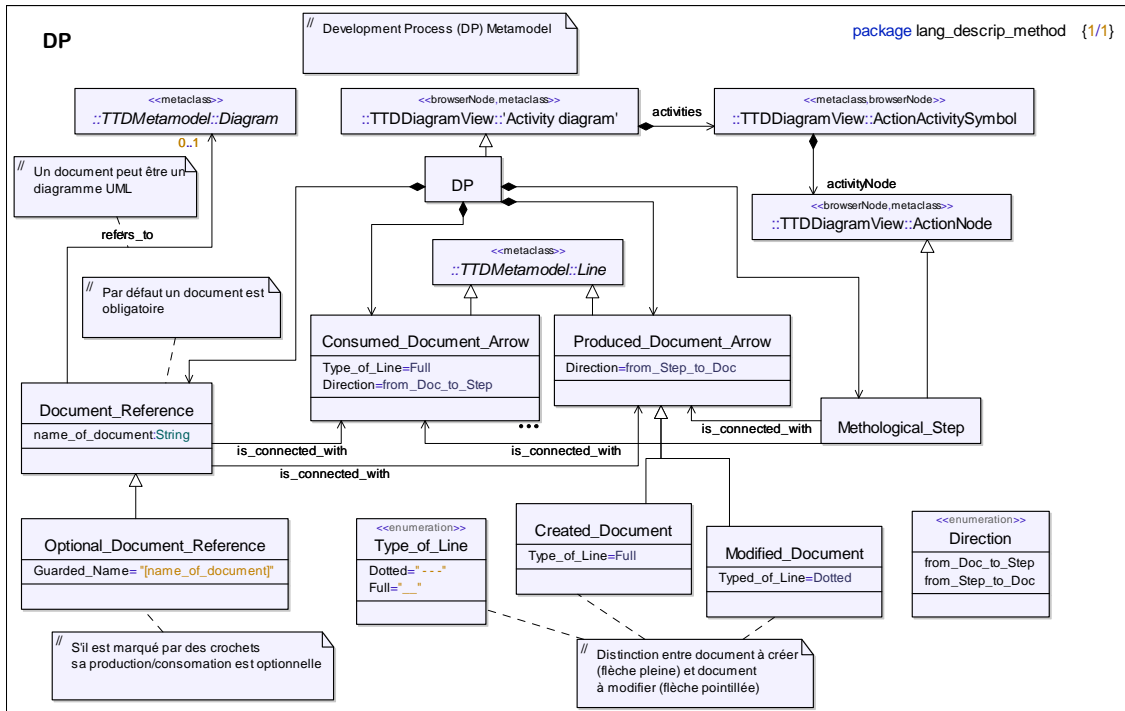 DP
// Development Process (DP) Metamodel
package lang_descrip_method {1/1}
<<metaclass>>
::TTDMetamodel::Diagram
0..1
<<browserNode,metaclass>>
::TTDDiagramView::'Activity diagram'
activities
<<metaclass,browserNode>>
::TTDDiagramView::ActionActivitySymbol
// Un document peut être un
diagramme UML
DP
activityNode
<<browserNode,metaclass>>
::TTDDiagramView::ActionNode
refers_to
<<metaclass>>
::TTDMetamodel::Line
// Par défaut un document est
obligatoire
Consumed_Document_Arrow
Type_of_Line=Full
Direction=from_Doc_to_Step
Produced_Document_Arrow
Direction=from_Step_to_Doc
Document_Reference
name_of_document:String
Methological_Step
is_connected_with
is_connected_with
is_connected_with
is_connected_with
Optional_Document_Reference
Guarded_Name= "[name_of_document]"
<<enumeration>>
Type_of_Line
Dotted="---"
Full="__"
Created_Document
Type_of_Line=Full
Modified_Document
Typed_of_Line=Dotted
<<enumeration>>
Direction
from_Doc_to_Step
from_Step_to_Doc
// S'il est marqué par des crochets
sa production/consomation est optionnelle
// Distinction entre document à créer
(flèche pleine) et document
à modifier (flèche pointillée)